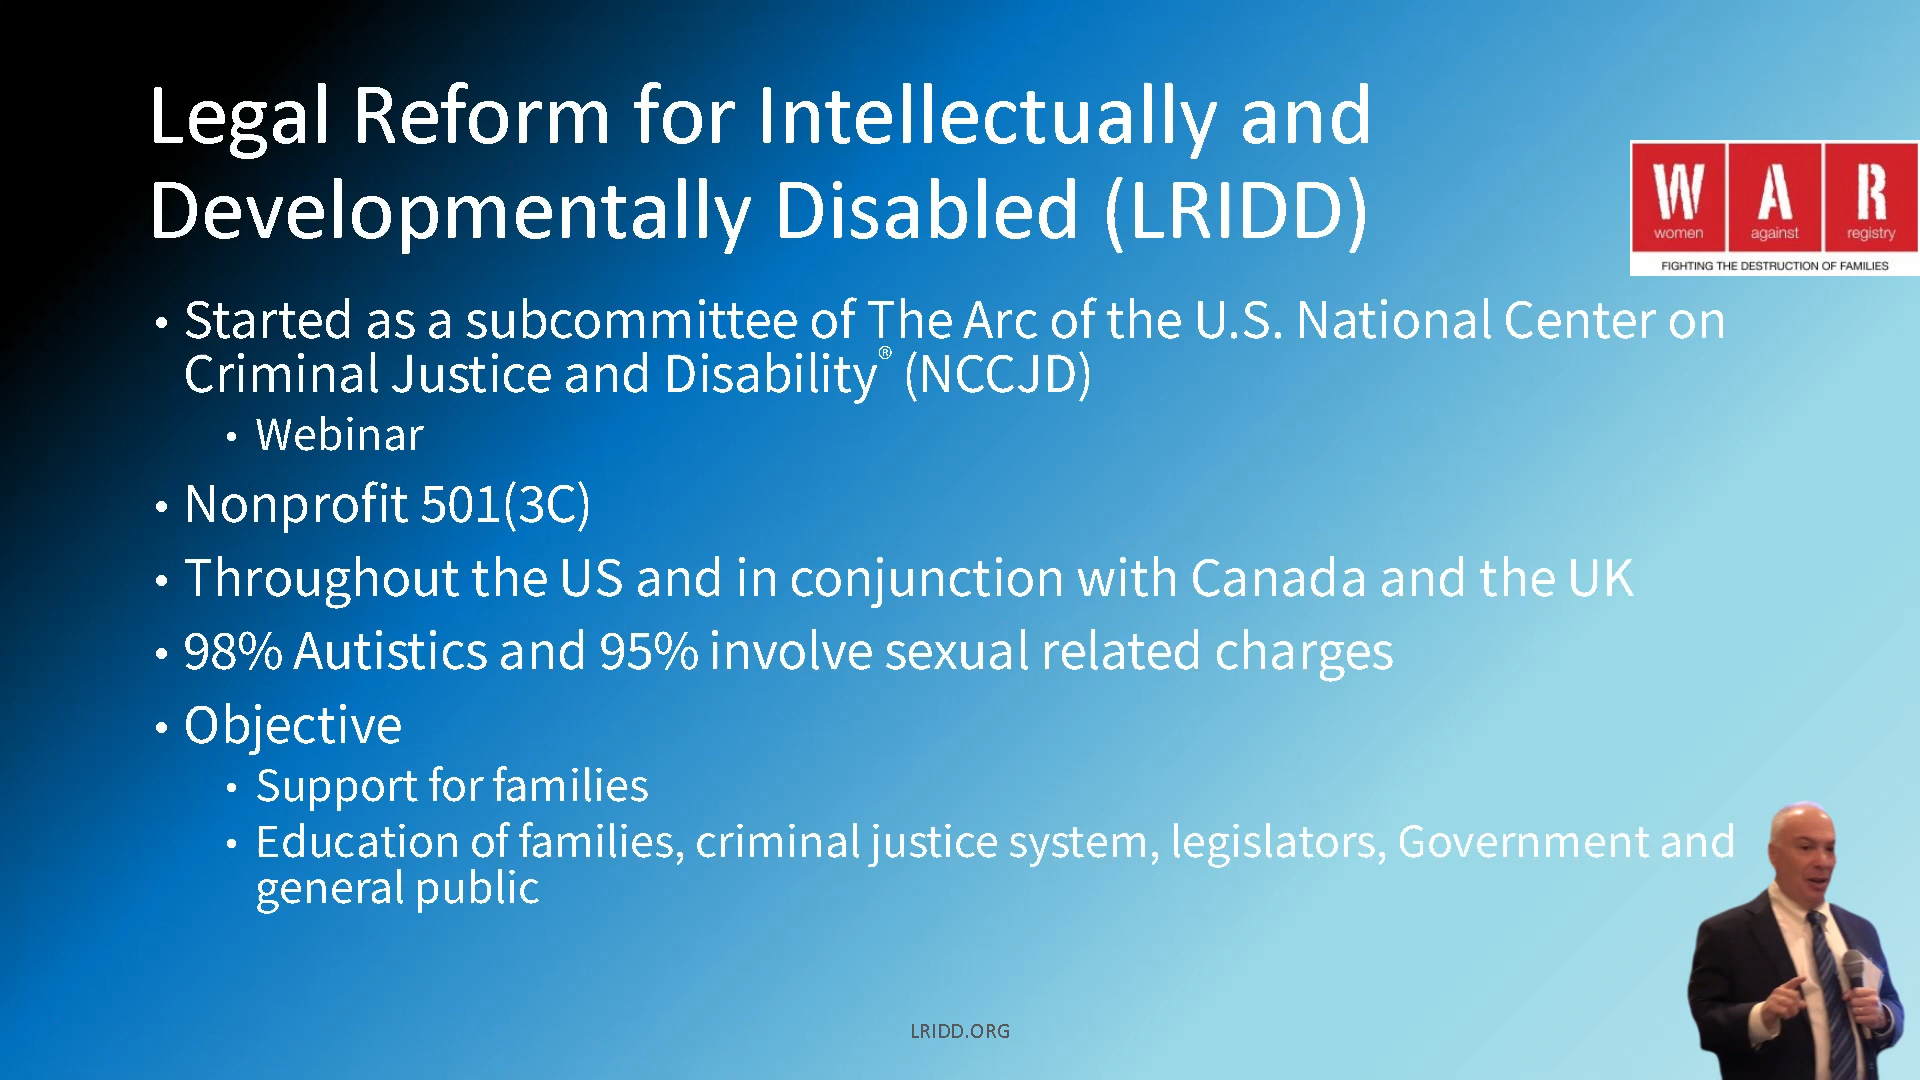 Legal Reform for Intellectually and
Developmentally Disabled (LRIDD)
W A R
women against registry
FIGHTING THE DESTRUCTION OF FAMILIES
• Started as a subcommittee of The Arc of the U.S. National Center on
Criminal Justice and Disability® (NCCJD)
• Webinar
• Nonprofit 501(3C)
• Throughout the US and in conjunction with Canada and the UK
• 98% Autistics and 95% involve sexual related charges
• Objective
• Support for families
• Education of families, criminal justice system, legislators, Government and
general public
LRIDD.ORG